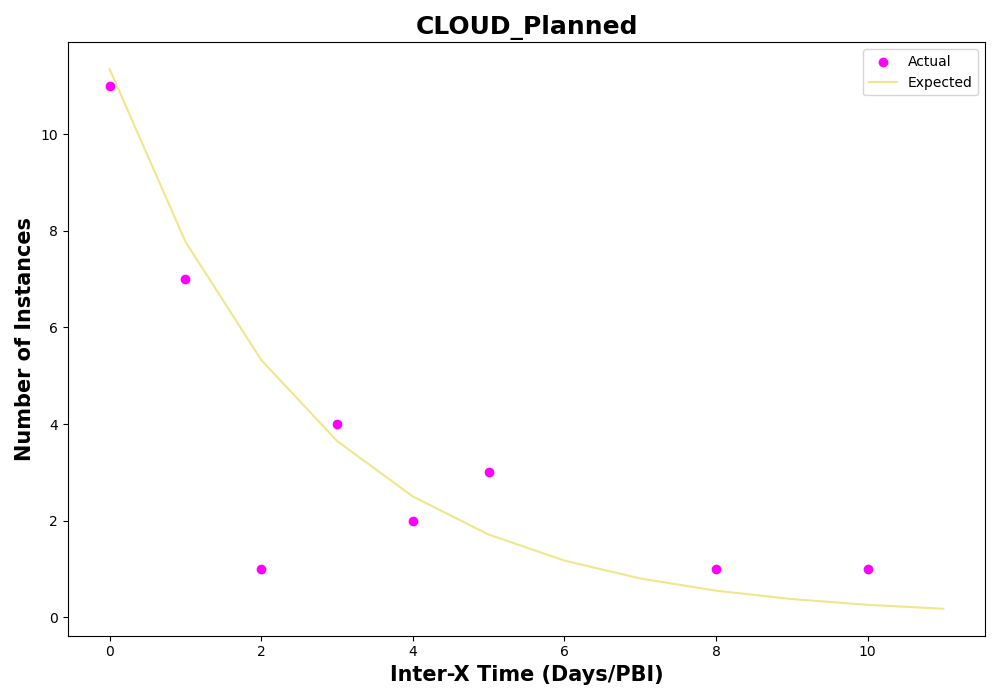 CLOUD_Planned
Actual
Expected
Number of Instances
10
8
6
4
2
0
0 2 4 6 8 10
Inter-X Time (Days/PBI)